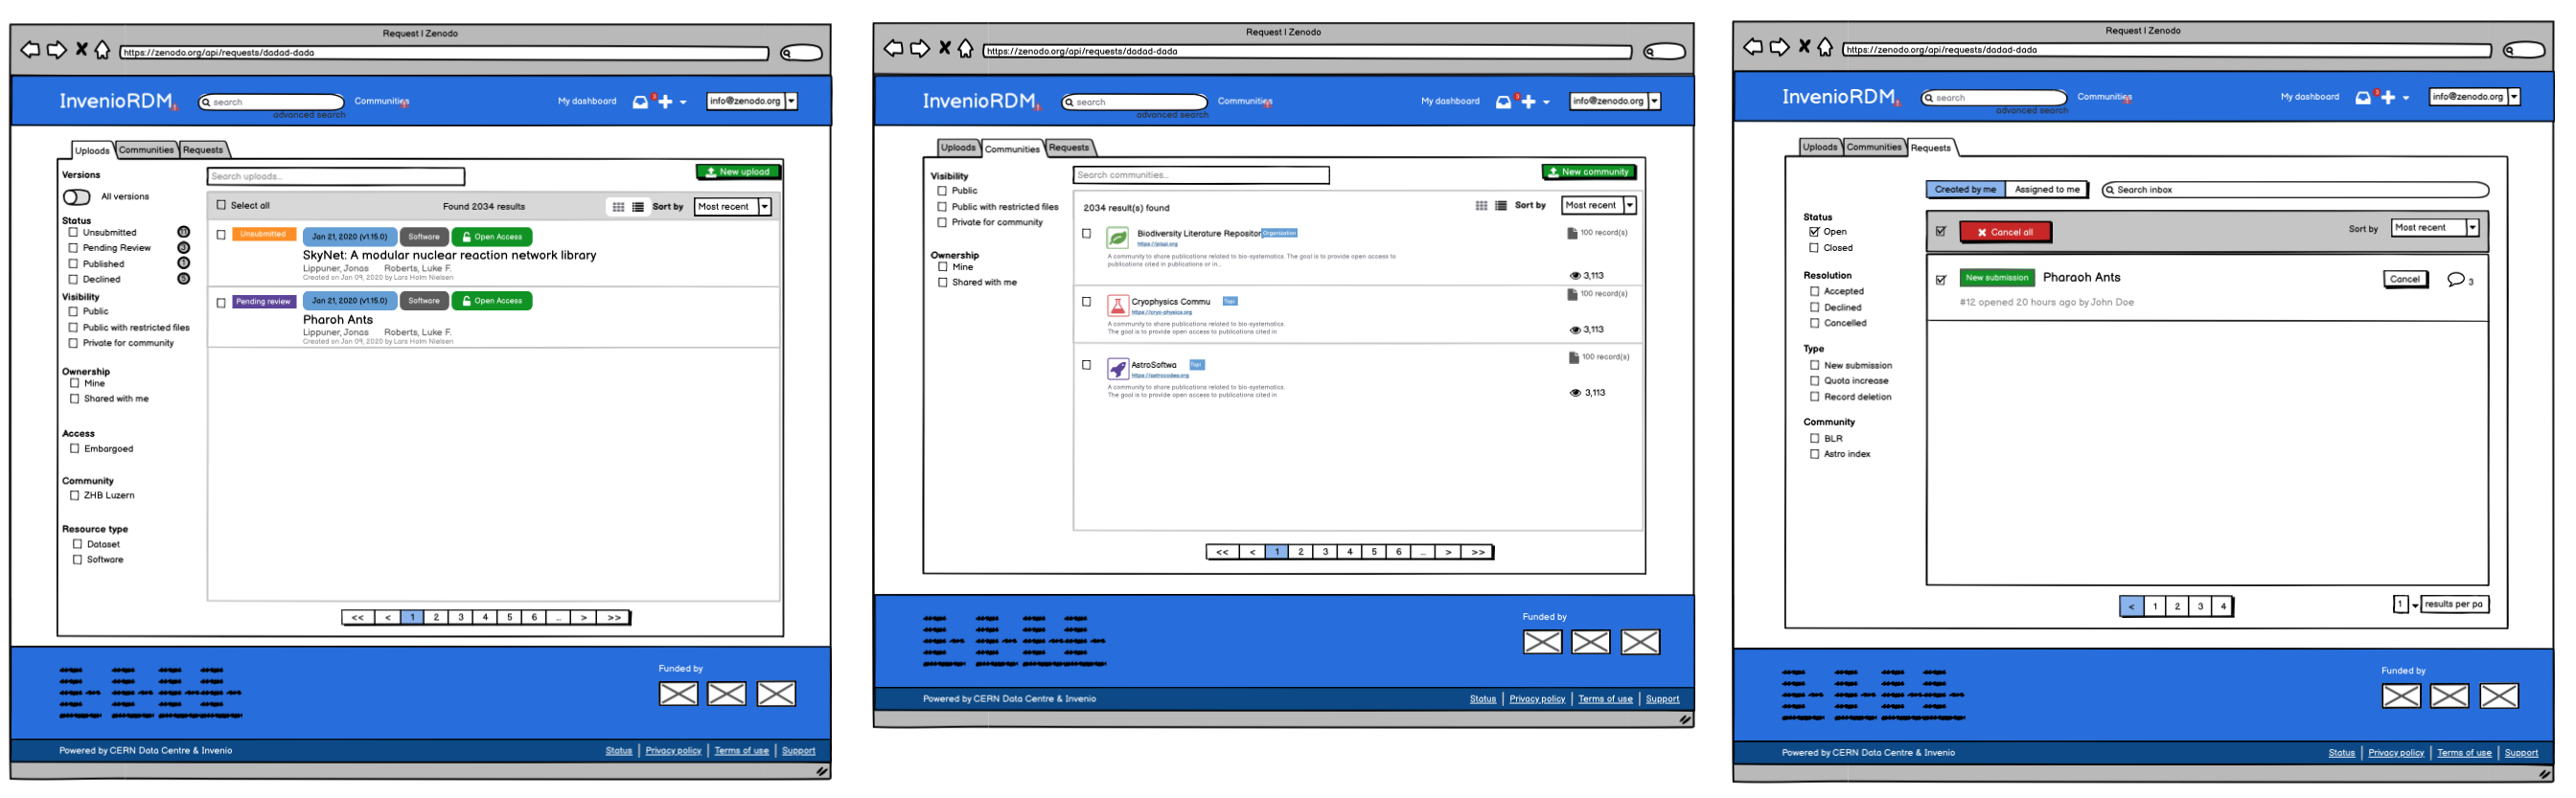 Request | Zenodo
https://zenodo.org/api/requests/dadad-dada
InvenioRDM
search
advanced search
Communities
My dashboard
3
info@zenodo.org
Uploads Communities Requests
Versions
All versions
Status
Unsubmitted
Pending Review
Published
Declined
Visibility
Public
Public with restricted files
Private for community
Ownership
Mine
Shared with me
Access
Embargoed
Community
ZHB Luzern
Resource type
Dataset
Software
Search uploads...
New upload
Select all
Found 2034 results
Sort by
Most recent
Unsubmitted
Jan 21, 2020 (v1.15.0) Software Open Access
SkyNet: A modular nuclear reaction network library
Lippuner, Jonas Roberts, Luke F.
Created on Jan 09, 2020 by Lars Holm Nielsen
Pending review
Jan 21, 2020 (v1.15.0) Software Open Access
Pharoh Ants
Lippuner, Jonas Roberts, Luke F.
Created on Jan 09, 2020 by Lars Holm Nielsen
<< < 1 2 3 4 5 6 ... > >>
Funded by
Powered by CERN Data Centre & Invenio
Status | Privacy policy | Terms of use | Support
Request | Zenodo
https://zenodo.org/api/requests/dadad-dada
InvenioRDM
search
advanced search
Communities
My dashboard
3
info@zenodo.org
Uploads Communities Requests
Visibility
Public
Public with restricted files
Private for community
Ownership
Mine
Shared with me
Search communities...
New community
2034 result(s) found
Sort by
Most recent
Biodiversity Literature Repositor Organization
https://plazi.org
A community to share publications related to bio-systematics. The goal is to provide open access to
publications cited in publications or in...
100 record(s)
3,113
Cryophysics Commu Topic
https://cryo-physics.org
A community to share publications related to bio-systematics.
The goal is to provide open access to publications cited in
100 record(s)
3,113
AstroSoftwa Topic
https://astrocodes.org
A community to share publications related to bio-systematics.
The goal is to provide open access to publications cited in
100 record(s)
3,113
<< < 1 2 3 4 5 6 ... > >>
Funded by
Powered by CERN Data Centre & Invenio
Status | Privacy policy | Terms of use | Support
Request | Zenodo
https://zenodo.org/api/requests/dadad-dada
InvenioRDM
search
advanced search
Communities
My dashboard
3
info@zenodo.org
Uploads Communities Requests
Created by me Assigned to me
Search inbox
Status
Open
Closed
Resolution
Accepted
Declined
Cancelled
Type
New submission
Quota increase
Record deletion
Community
BLR
Astro index
Cancel all
Sort by
Most recent
New submission Pharaoh Ants
Cancel
3
#12 opened 20 hours ago by John Doe
< 1 2 3 4
1 results per pa
Funded by
Powered by CERN Data Centre & Invenio
Status | Privacy policy | Terms of use | Support